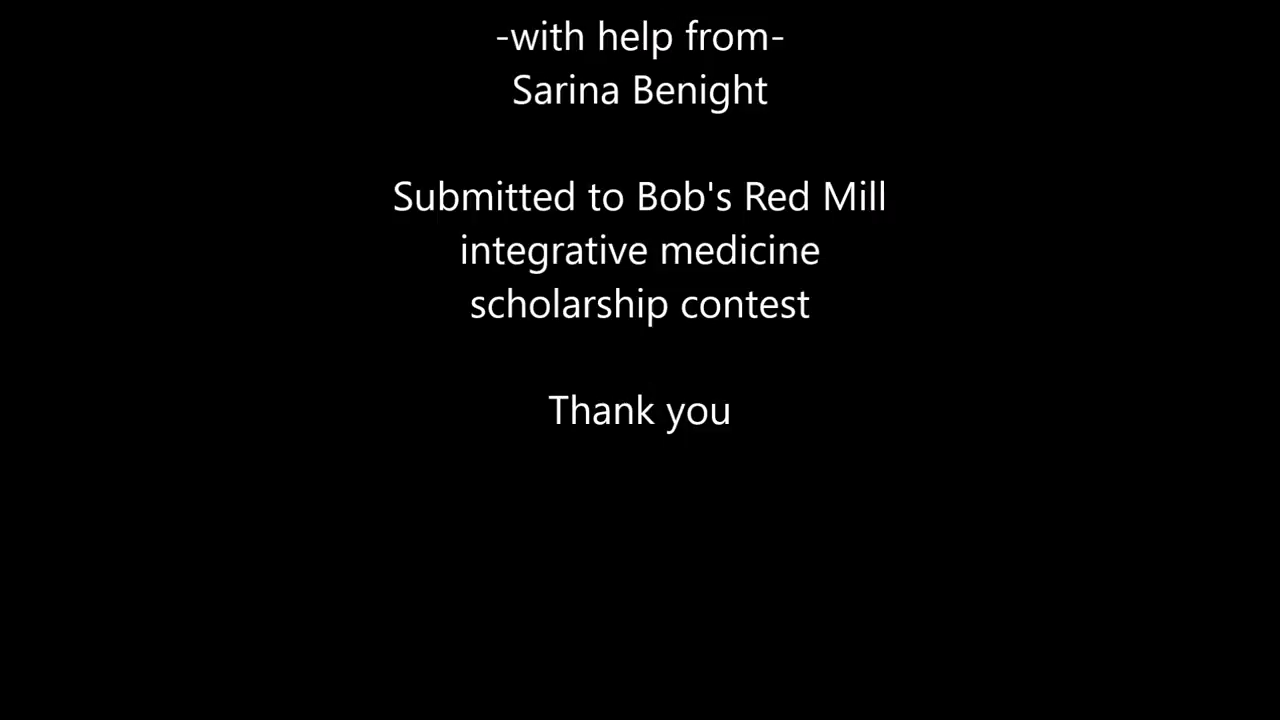 -with help from-
Sarina Benight
Submitted to Bob's Red Mill
integrative medicine
scholarship contest
Thank you